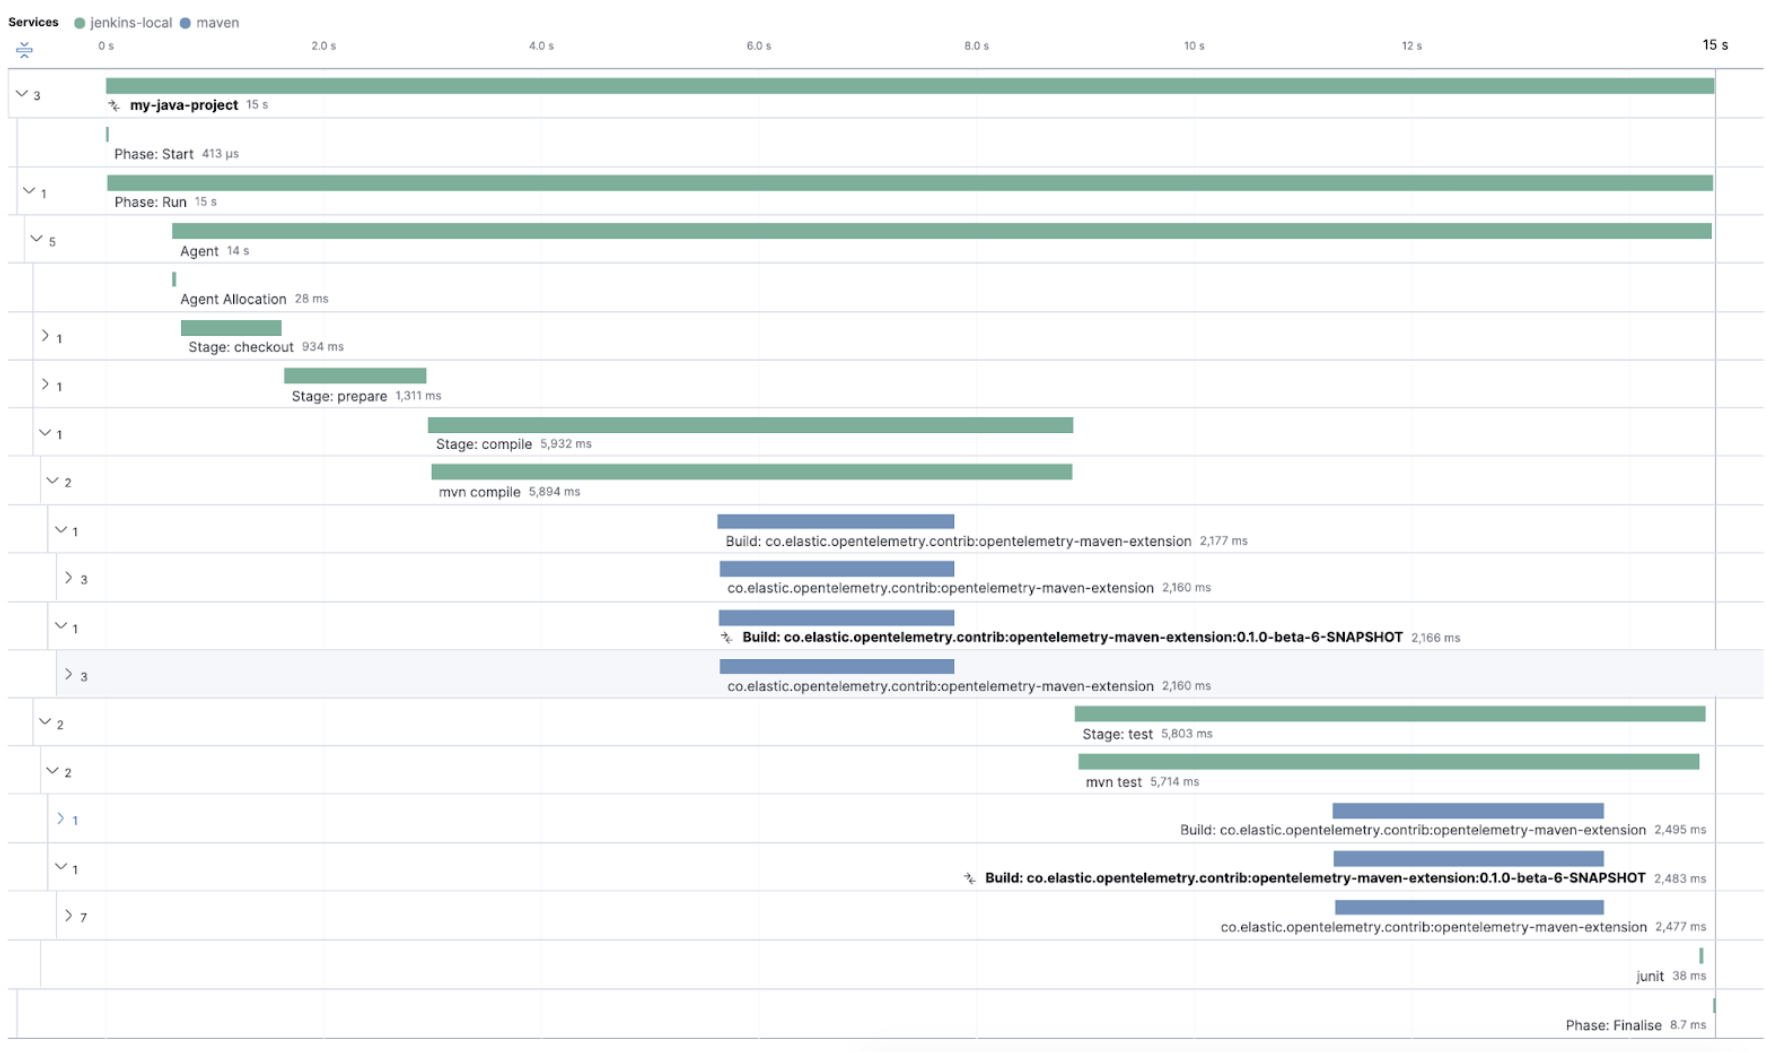 Services jenkins-local maven
0 s 2.0 s 4.0 s 6.0 s 8.0 s 10 s 12 s 15 s
3
my-java-project 15 s
Phase: Start 413 µs
1
Phase: Run 15 s
5
Agent 14 s
Agent Allocation 28 ms
1
Stage: checkout 934 ms
1
Stage: prepare 1,311 ms
1
Stage: compile 5,932 ms
2
mvn compile 5,894 ms
1
Build: co.elastic.opentelemetry.contrib:opentelemetry-maven-extension 2,177 ms
3
co.elastic.opentelemetry.contrib:opentelemetry-maven-extension 2,160 ms
1
Build: co.elastic.opentelemetry.contrib:opentelemetry-maven-extension:0.1.0-beta-6-SNAPSHOT 2,166 ms
3
co.elastic.opentelemetry.contrib:opentelemetry-maven-extension 2,160 ms
2
Stage: test 5,803 ms
2
mvn test 5,714 ms
1
Build: co.elastic.opentelemetry.contrib:opentelemetry-maven-extension 2,495 ms
1
Build: co.elastic.opentelemetry.contrib:opentelemetry-maven-extension:0.1.0-beta-6-SNAPSHOT 2,483 ms
7
co.elastic.opentelemetry.contrib:opentelemetry-maven-extension 2,477 ms
junit 38 ms
Phase: Finalise 8.7 ms